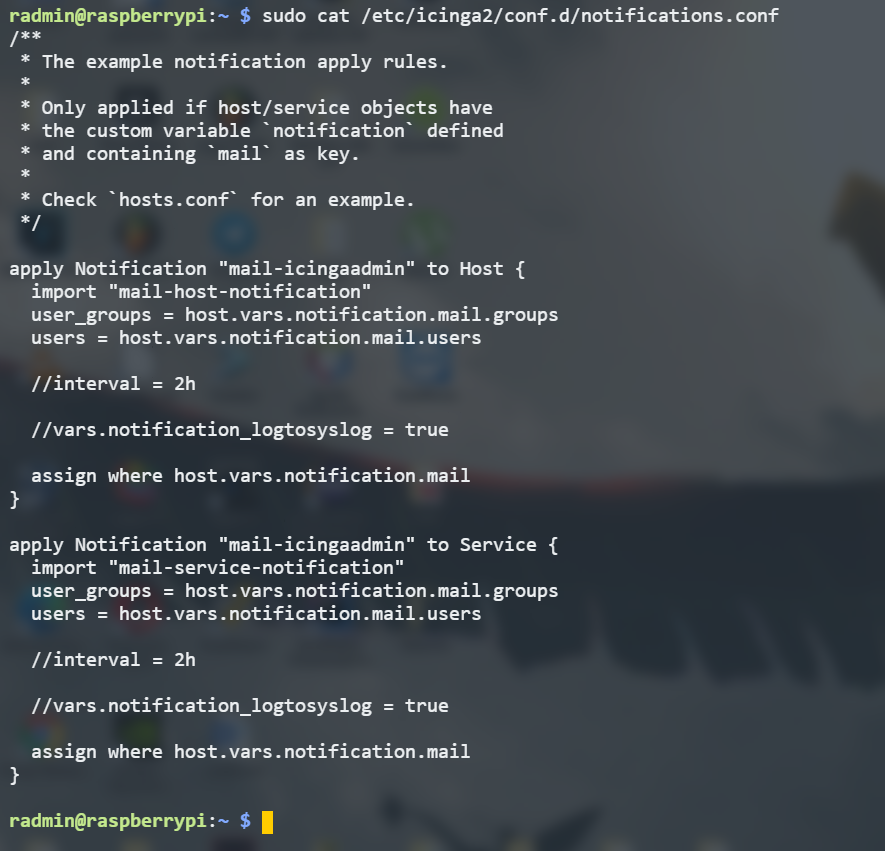 radmin@raspberrypi:~ $ sudo cat /etc/icinga2/conf.d/notifications.conf
/**
 * The example notification apply rules.
 *
 * Only applied if host/service objects have
 * the custom variable `notification` defined
 * and containing `mail` as key.
 *
 * Check `hosts.conf` for an example.
 */

apply Notification "mail-icingaadmin" to Host {
  import "mail-host-notification"
  user_groups = host.vars.notification.mail.groups
  users = host.vars.notification.mail.users

  //interval = 2h

  //vars.notification_logtosyslog = true

  assign where host.vars.notification.mail
}

apply Notification "mail-icingaadmin" to Service {
  import "mail-service-notification"
  user_groups = host.vars.notification.mail.groups
  users = host.vars.notification.mail.users

  //interval = 2h

  //vars.notification_logtosyslog = true

  assign where host.vars.notification.mail
}

radmin@raspberrypi:~ $